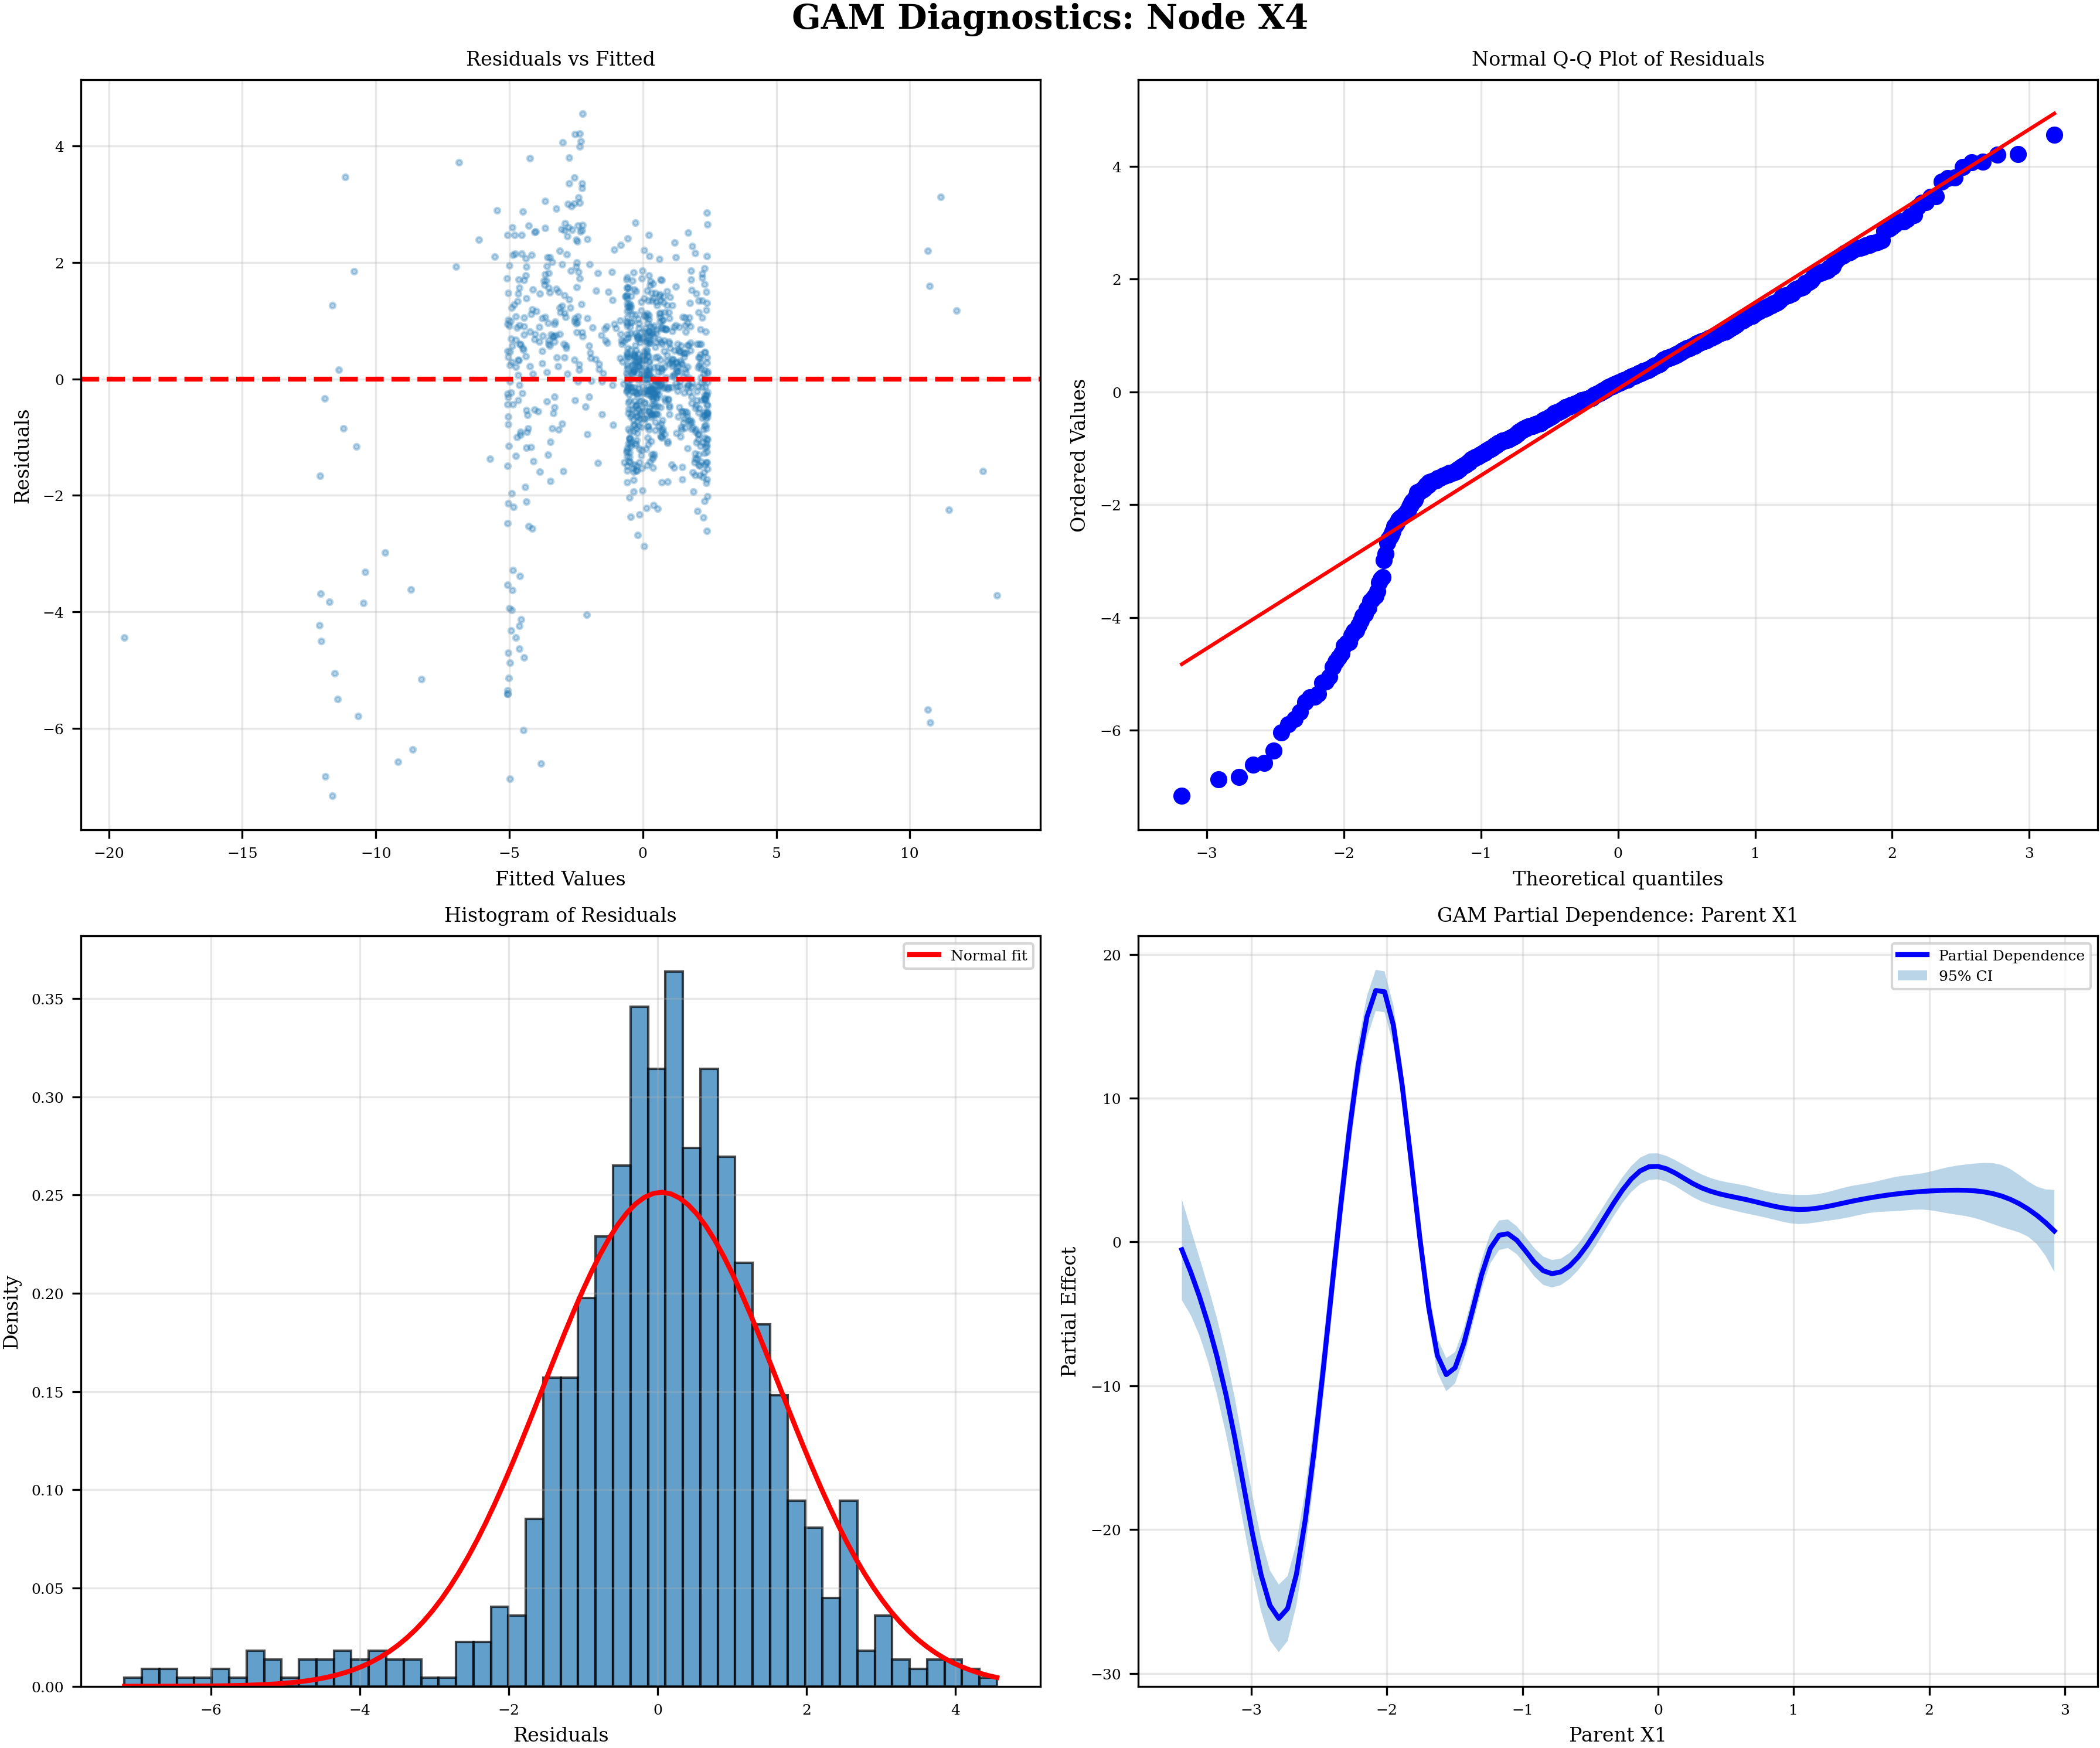 GAM Diagnostics: Node X4
Residuals vs Fitted
Residuals
4
2
0
−2
−4
−6
−20 −15 −10 −5 0 5 10
Fitted Values
Normal Q-Q Plot of Residuals
Ordered Values
4
2
0
−2
−4
−6
−3 −2 −1 0 1 2 3
Theoretical quantiles
Histogram of Residuals
Normal fit
Density
0.35
0.30
0.25
0.20
0.15
0.10
0.05
0.00
−6 −4 −2 0 2 4
Residuals
GAM Partial Dependence: Parent X1
Partial Dependence
95% CI
Partial Effect
20
10
0
−10
−20
−30
−3 −2 −1 0 1 2 3
Parent X1